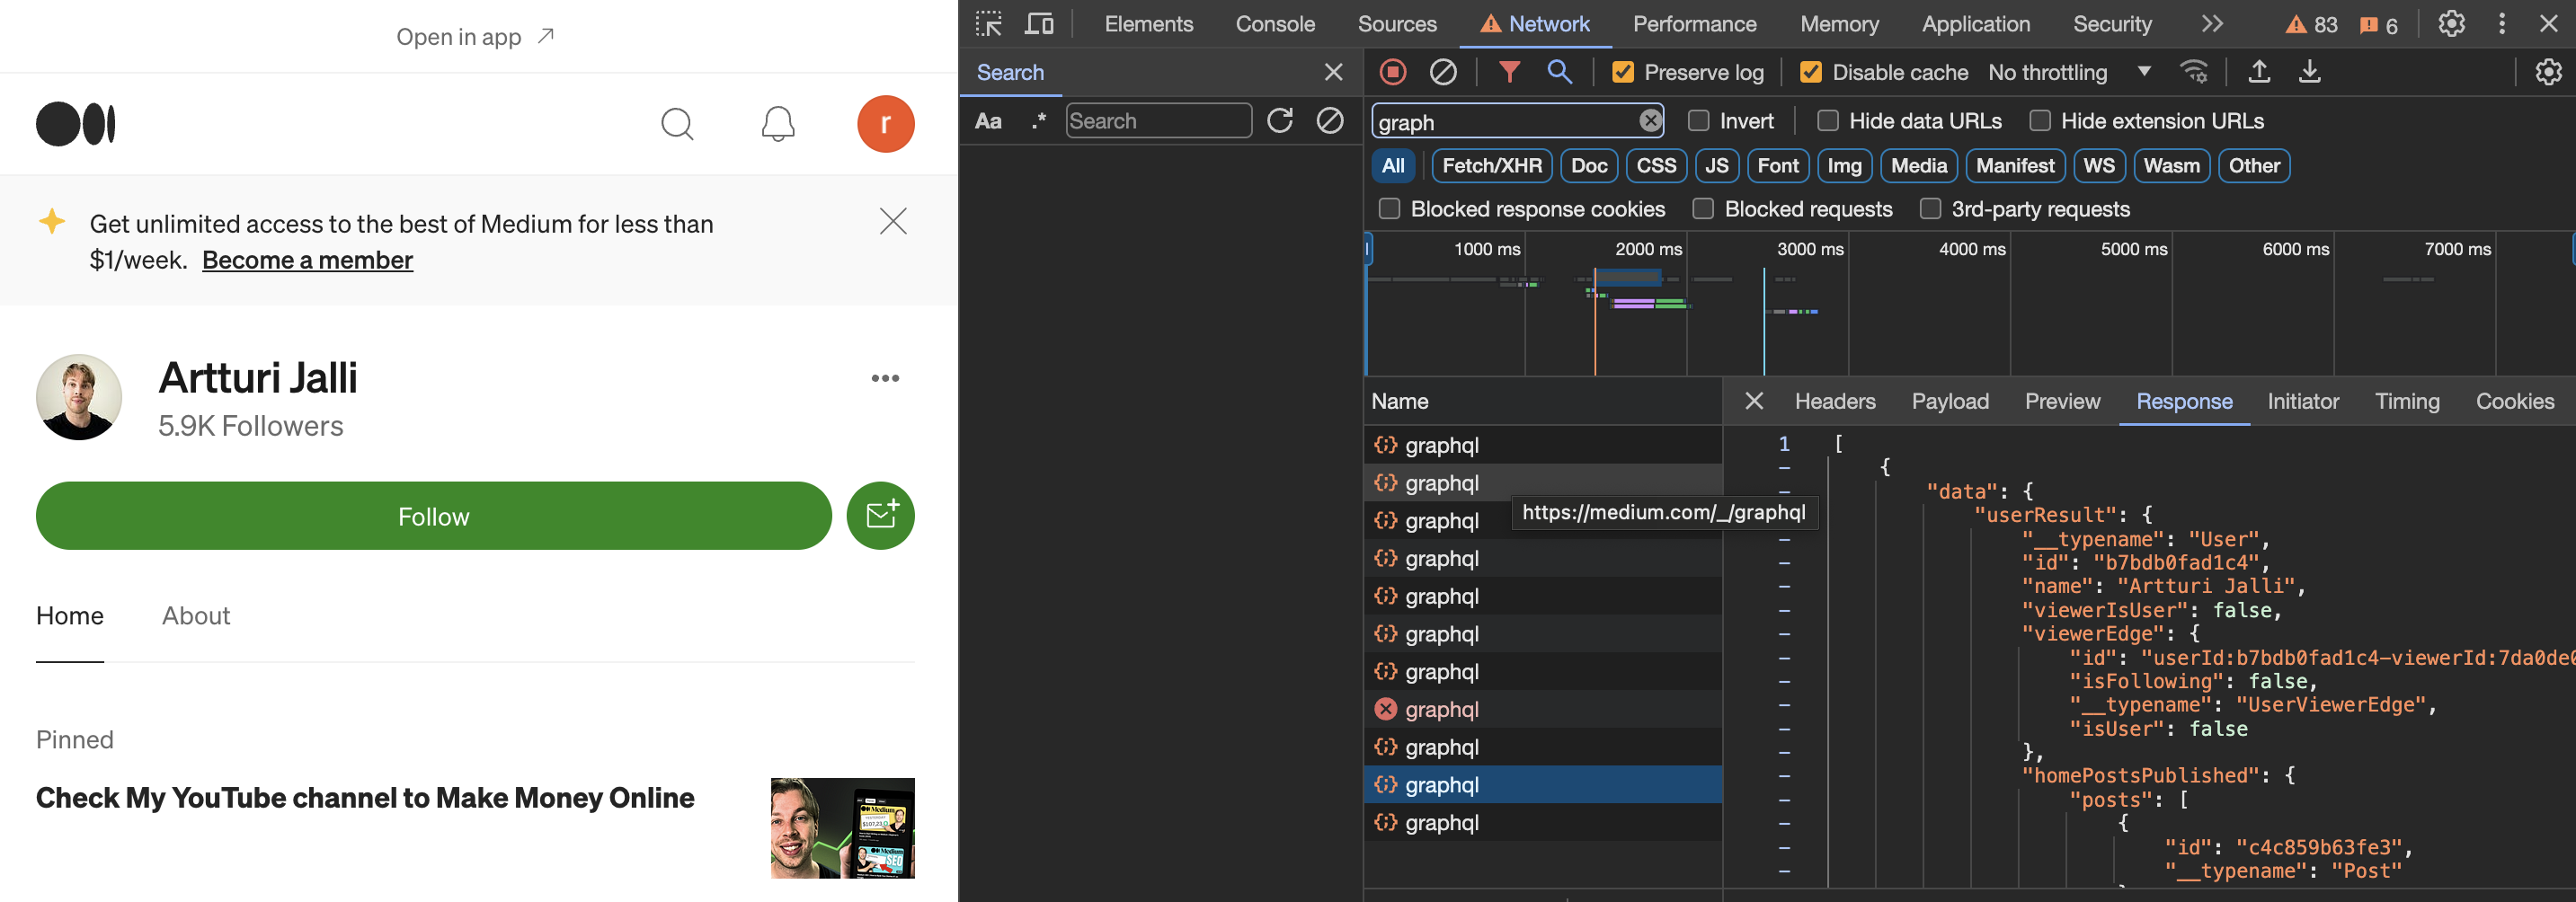 Open in app
r
Get unlimited access to the best of Medium for less than
$1/week. Become a member
Artturi Jalli
5.9K Followers
Follow
Home About
Pinned
Check My YouTube channel to Make Money Online
Medium
$107,23
Medium
SEO
Elements Console Sources Network Performance Memory Application Security 83 6
Search
Aa .* Search
Preserve log Disable cache No throttling
graph Invert Hide data URLs Hide extension URLs
All Fetch/XHR Doc CSS JS Font Img Media Manifest WS Wasm Other
Blocked response cookies Blocked requests 3rd-party requests
1000 ms 2000 ms 3000 ms 4000 ms 5000 ms 6000 ms 7000 ms
Name
graphql
graphql
graphql
graphql
graphql
graphql
graphql
graphql
graphql
graphql
graphql
https://medium.com/_/graphql
Headers Payload Preview Response Initiator Timing Cookies
1 [
{
"data": {
"userResult": {
"__typename": "User",
"id": "b7bdb0fad1c4",
"name": "Artturi Jalli",
"viewerIsUser": false,
"viewerEdge": {
"id": "userId:b7bdb0fad1c4-viewerId:7da0de
"isFollowing": false,
"__typename": "UserViewerEdge",
"isUser": false
},
"homePostsPublished": {
"posts": [
{
"id": "c4c859b63fe3",
"__typename": "Post"